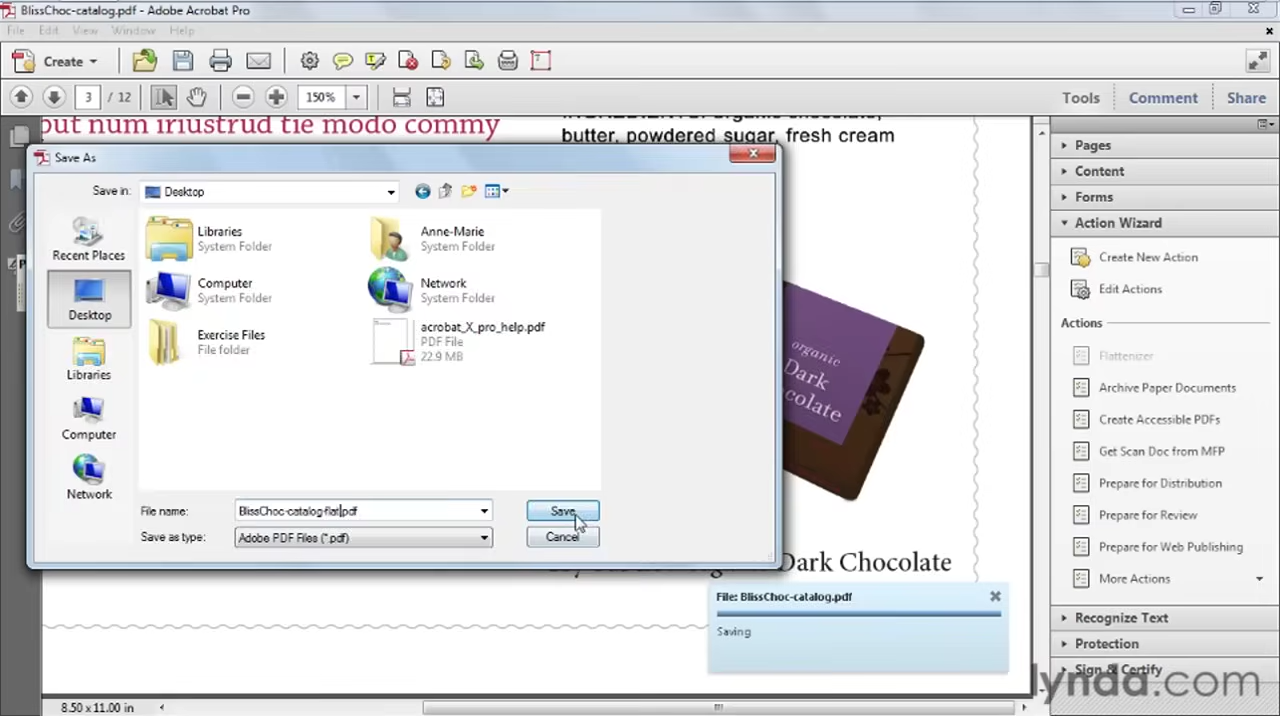 BlissChoc-catalog.pdf - Adobe Acrobat Pro
File Edit View Window Help
Create
3 / 12 150% Tools Comment Share
put num iriustrud tie modo commy
butter, powdered sugar, fresh cream
Save As
Save in: Desktop
Recent Places
Desktop
Libraries
Computer
Network
Libraries
System Folder
Anne-Marie
System Folder
Computer
System Folder
Network
System Folder
Exercise Files
File folder
acrobat_X_pro_help.pdf
PDF File
22.9 MB
File name: BlissChoc-catalog-flat.pdf Save
Save as type: Adobe PDF Files (*.pdf) Cancel
organic
Dark
Chocolate
Dark Chocolate
File: BlissChoc-catalog.pdf
Saving
Pages
Content
Forms
Action Wizard
Create New Action
Edit Actions
Actions
Flattenizer
Archive Paper Documents
Create Accessible PDFs
Get Scan Doc from MFP
Prepare for Distribution
Prepare for Review
Prepare for Web Publishing
More Actions
Recognize Text
Protection
Sign & Certify
lynda.com
8.50 x 11.00 in